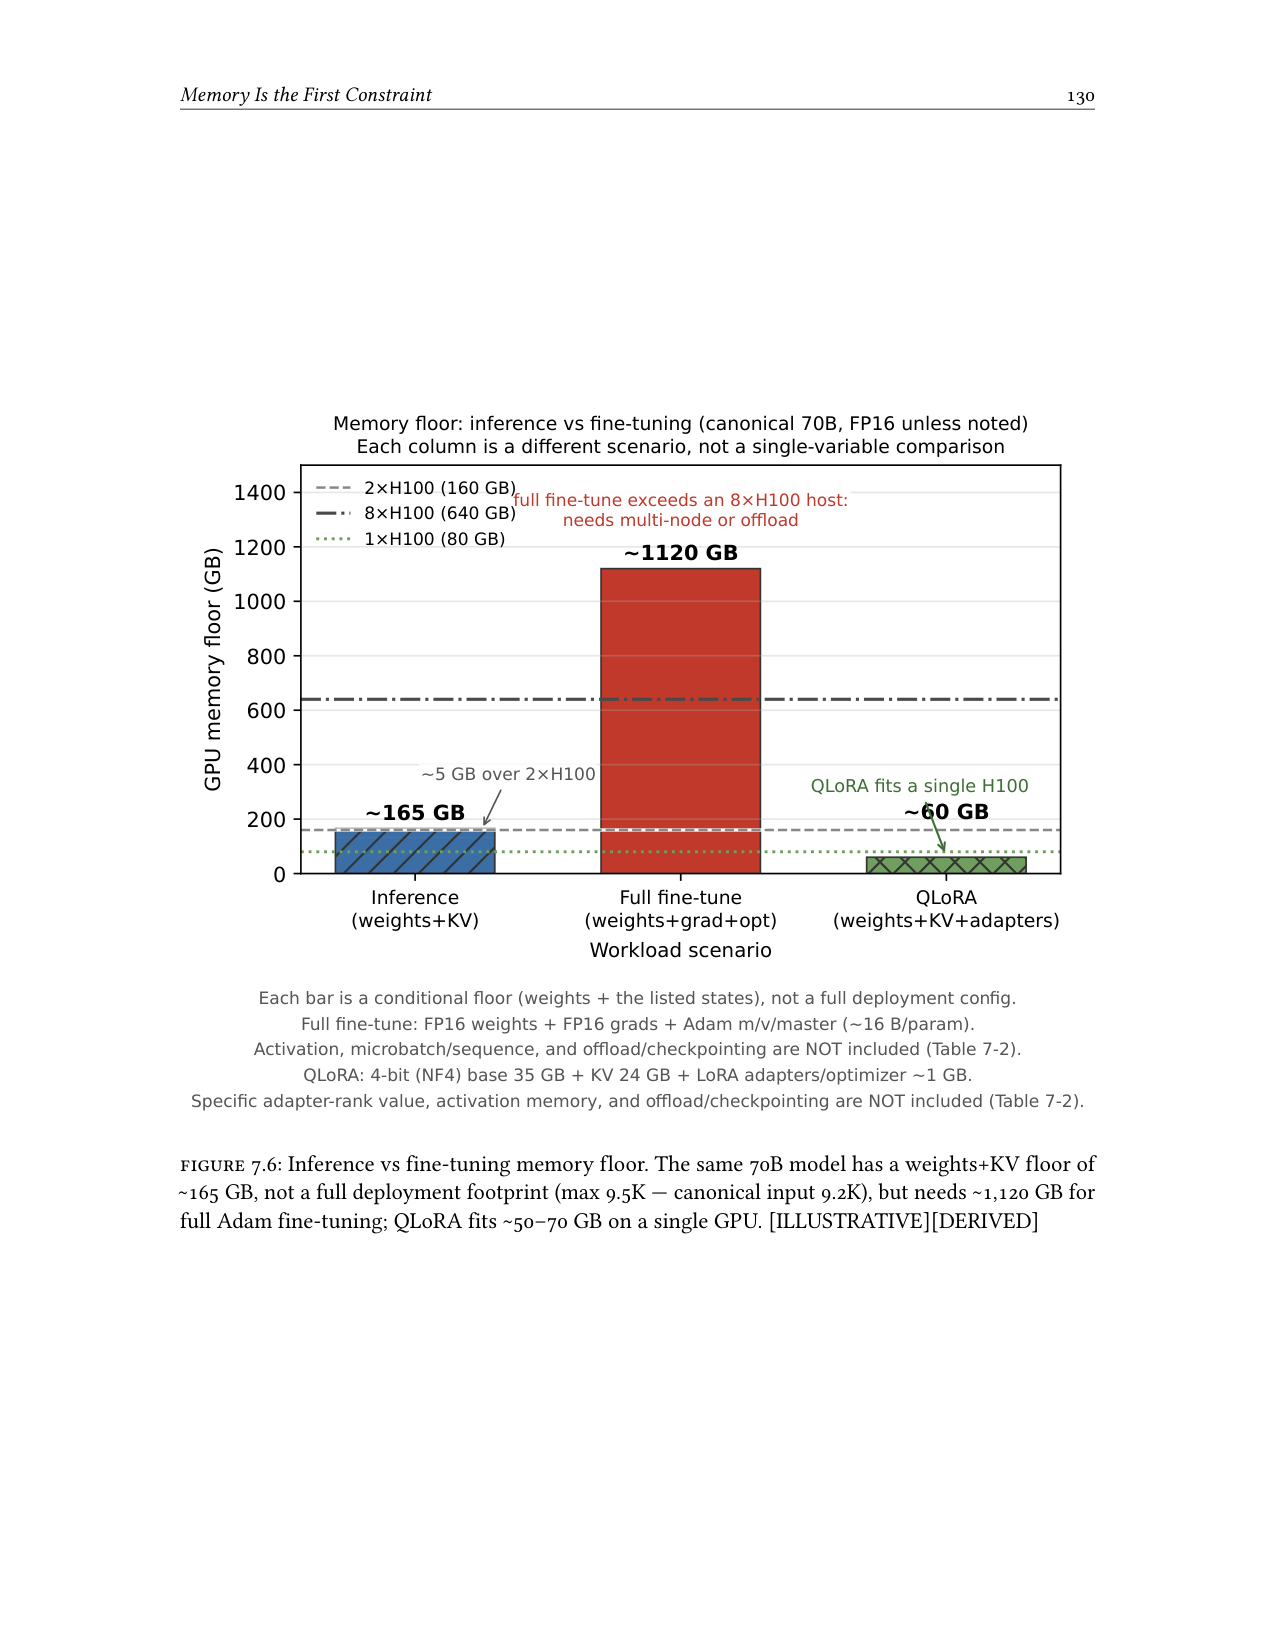 Memory Is the First Constraint 130
Memory floor: inference vs fine-tuning (canonical 70B, FP16 unless noted)
Each column is a different scenario, not a single-variable comparison
GPU memory floor (GB)
1400
1200
1000
800
600
400
200
0
2×H100 (160 GB)
8×H100 (640 GB)
1×H100 (80 GB)
full fine-tune exceeds an 8×H100 host:
needs multi-node or offload
~1120 GB
~5 GB over 2×H100
~165 GB
QLoRA fits a single H100
~60 GB
Inference
(weights+KV)
Full fine-tune
(weights+grad+opt)
QLoRA
(weights+KV+adapters)
Workload scenario
Each bar is a conditional floor (weights + the listed states), not a full deployment config.
Full fine-tune: FP16 weights + FP16 grads + Adam m/v/master (~16 B/param).
Activation, microbatch/sequence, and offload/checkpointing are NOT included (Table 7-2).
QLoRA: 4-bit (NF4) base 35 GB + KV 24 GB + LoRA adapters/optimizer ~1 GB.
Specific adapter-rank value, activation memory, and offload/checkpointing are NOT included (Table 7-2).
FIGURE 7.6: Inference vs fine-tuning memory floor. The same 70B model has a weights+KV floor of
~165 GB, not a full deployment footprint (max 9.5K — canonical input 9.2K), but needs ~1,120 GB for
full Adam fine-tuning; QLoRA fits ~50–70 GB on a single GPU. [ILLUSTRATIVE][DERIVED]